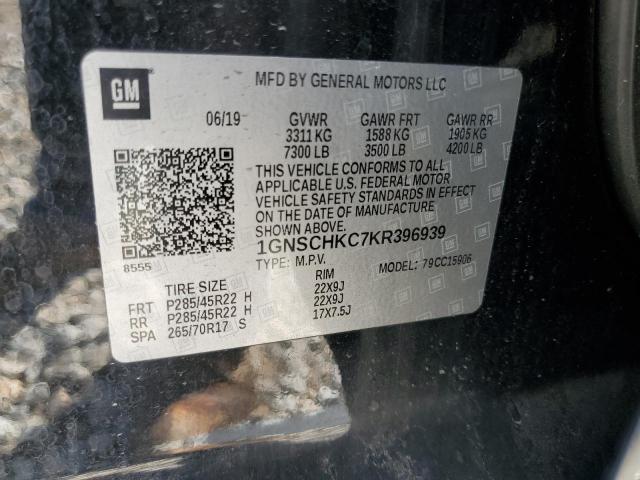 GM
MFD BY GENERAL MOTORS LLC
06/19 GVWR GAWR FRT GAWR RR
3311 KG 1588 KG 1905 KG
7300 LB 3500 LB 4200 LB
THIS VEHICLE CONFORMS TO ALL
APPLICABLE U.S. FEDERAL MOTOR
VEHICLE SAFETY STANDARDS IN EFFECT
ON THE DATE OF MANUFACTURE SHOWN ABOVE.
1GNSCHKC7KR396939
8555 TYPE: M.P.V. MODEL: 79CC15906
TIRE SIZE RIM
FRT P285/45R22 H 22X9J
RR P285/45R22 H 22X9J
SPA 265/70R17 S 17X7.5J